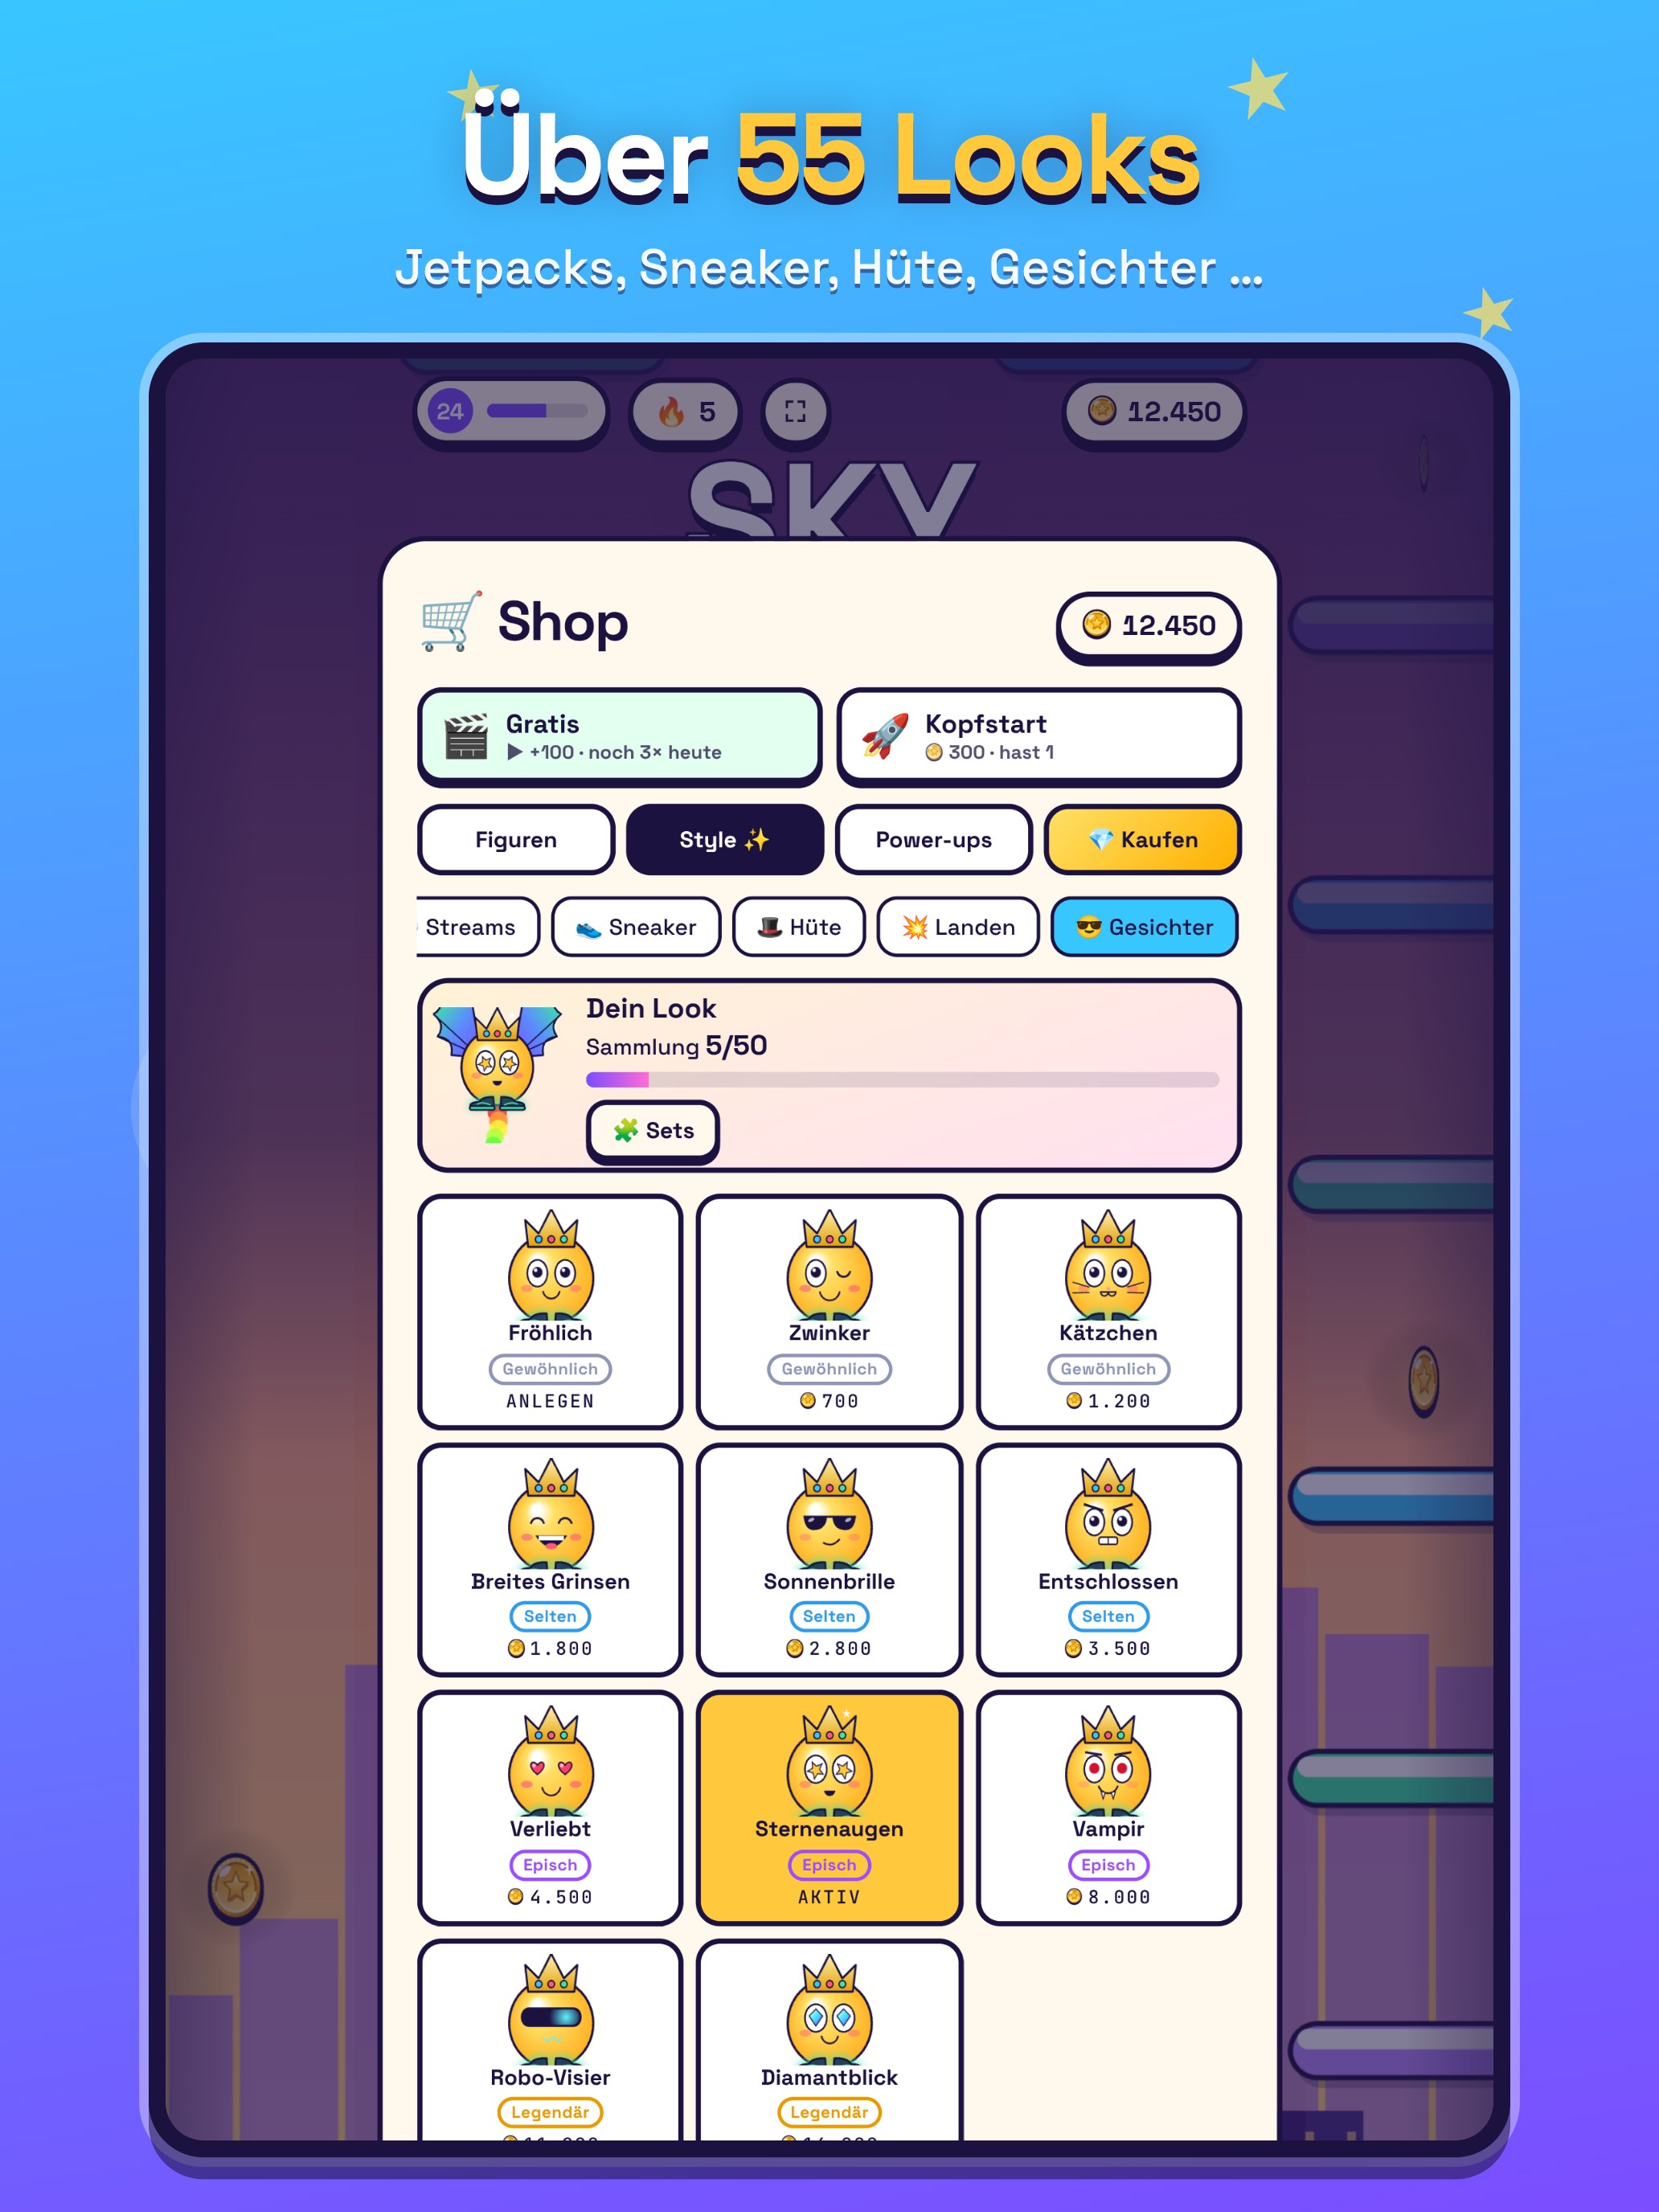 Über 55 Looks
Jetpacks, Sneaker, Hüte, Gesichter ...
24
5
12.450
SKY
Shop
12.450
Gratis
+100 · noch 3× heute
Kopfstart
300 · hast 1
Figuren
Style
Power-ups
Kaufen
Streams
Sneaker
Hüte
Landen
Gesichter
Dein Look
Sammlung 5/50
Sets
Fröhlich
Gewöhnlich
ANLEGEN
Zwinker
Gewöhnlich
700
Kätzchen
Gewöhnlich
1.200
Breites Grinsen
Selten
1.800
Sonnenbrille
Selten
2.800
Entschlossen
Selten
3.500
Verliebt
Episch
4.500
Sternenaugen
Episch
AKTIV
Vampir
Episch
8.000
Robo-Visier
Legendär
Diamantblick
Legendär